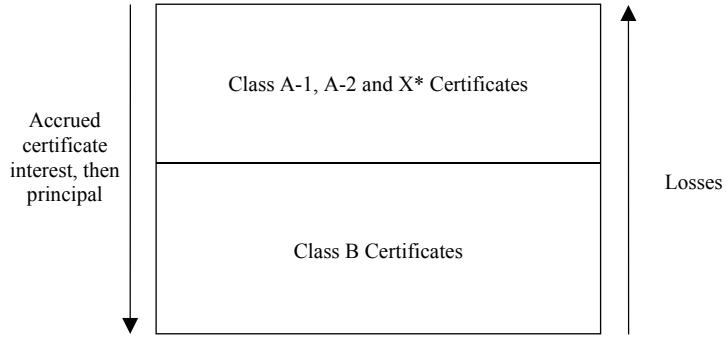 Class A-1, A-2 and X* Certificates
Accrued
certificate
interest, then
principal
Losses
Class B Certificates